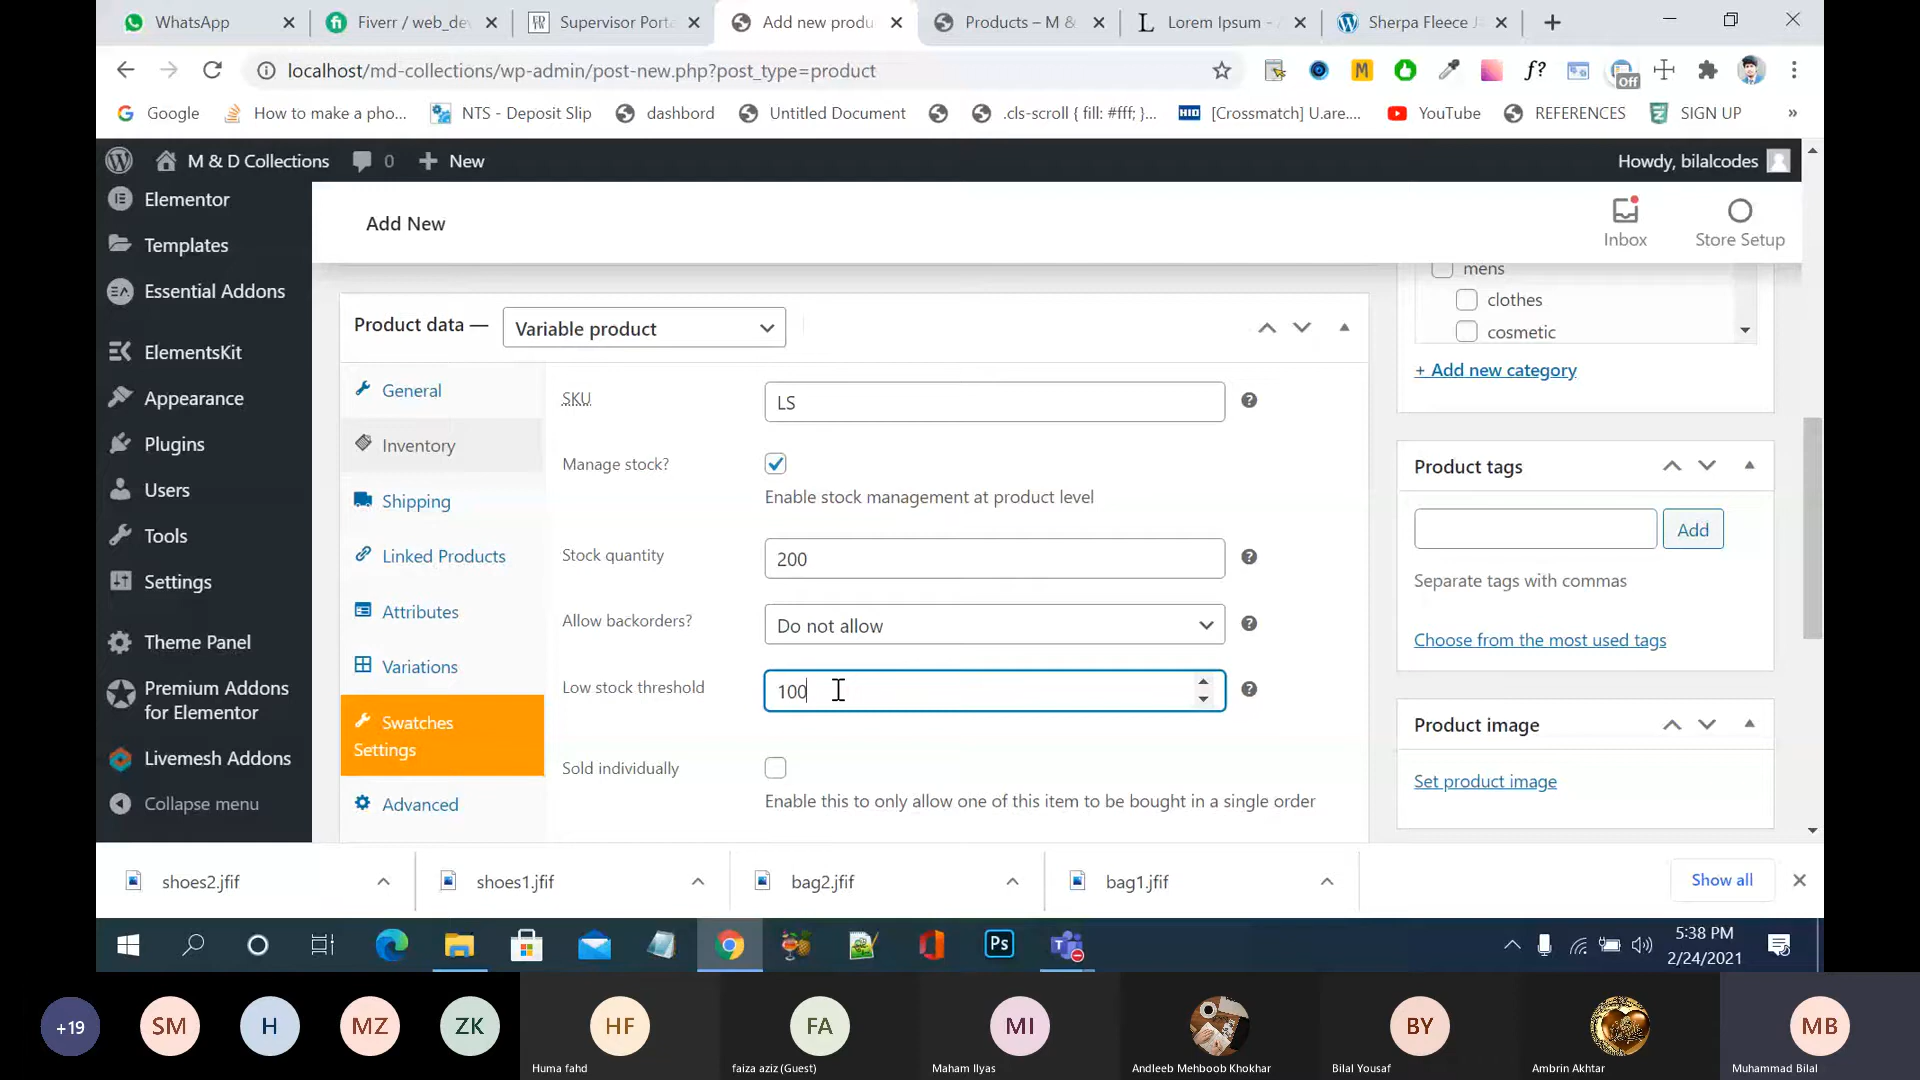 WhatsApp
Fiverr / web_de
Supervisor Porta
Add new produ
Products – M &
L Lorem Ipsum - A
Sherpa Fleece J
localhost/md-collections/wp-admin/post-new.php?post_type=product
M
f?
Off
Google
How to make a pho...
NTS - Deposit Slip
dashbord
Untitled Document
.cls-scroll { fill: #fff; }...
HID [Crossmatch] U.are....
YouTube
REFERENCES
SIGN UP
»
M & D Collections
0
New
Howdy, bilalcodes
Elementor
Templates
Essential Addons
ElementsKit
Appearance
Plugins
Users
Tools
Settings
Theme Panel
Premium Addons
for Elementor
Livemesh Addons
Collapse menu
Add New
Inbox
Store Setup
Product data —
Variable product
General
Inventory
Shipping
Linked Products
Attributes
Variations
Swatches
Settings
Advanced
SKU
LS
Manage stock?
Enable stock management at product level
Stock quantity
200
Allow backorders?
Do not allow
Low stock threshold
100
Sold individually
Enable this to only allow one of this item to be bought in a single order
mens
clothes
cosmetic
+ Add new category
Product tags
Add
Separate tags with commas
Choose from the most used tags
Product image
Set product image
shoes2.jfif
shoes1.jfif
bag2.jfif
bag1.jfif
Show all
Ps
5:38 PM
2/24/2021
+19
SM
H
MZ
ZK
HF
Huma fahd
FA
faiza aziz (Guest)
MI
Maham Ilyas
Andleeb Mehboob Khokhar
BY
Bilal Yousaf
Ambrin Akhtar
MB
Muhammad Bilal